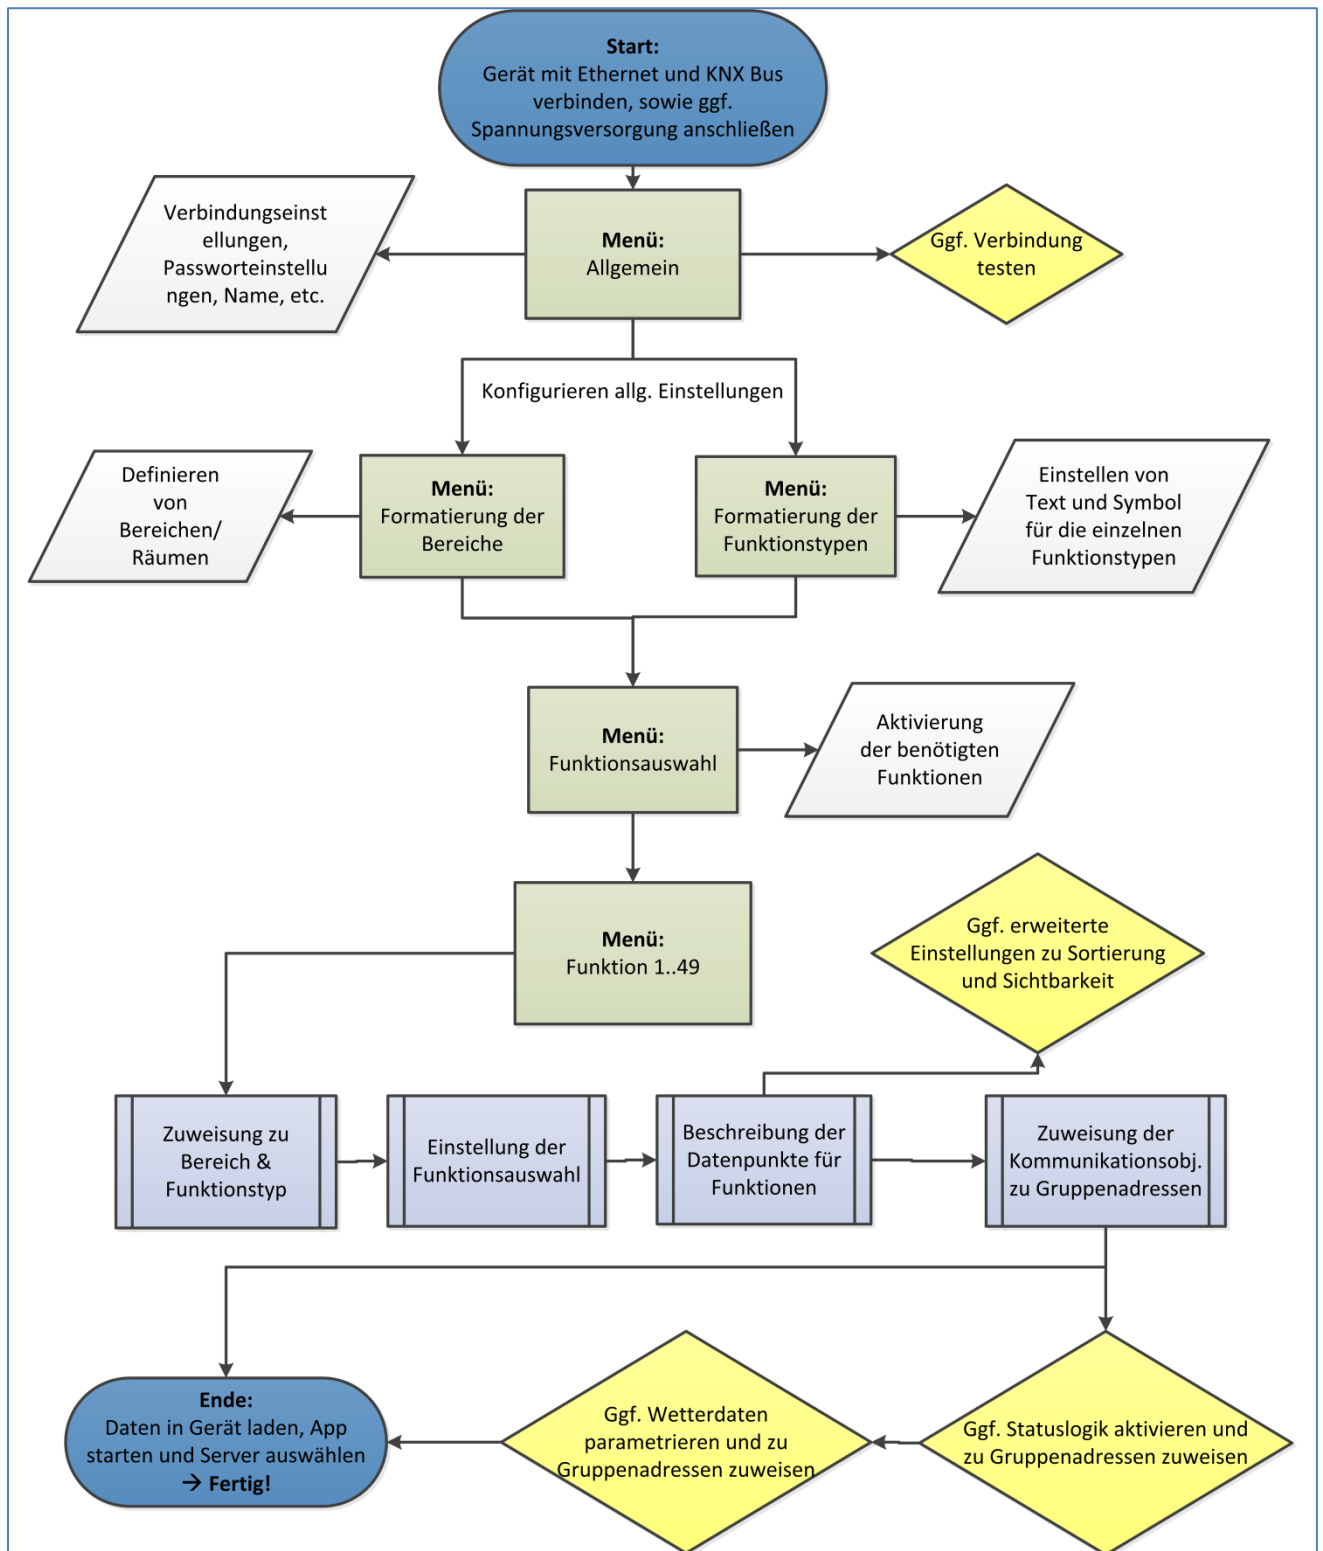 Start:
Gerät mit Ethernet und KNX Bus
verbinden, sowie ggf.
Spannungsversorgung anschließen
Verbindungseinst
ellungen,
Passworteinstellu
ngen, Name, etc.
Menü:
Allgemein
Ggf. Verbindung
testen
Konfigurieren allg. Einstellungen
Definieren
von
Bereichen/
Räumen
Menü:
Formatierung der
Bereiche
Menü:
Formatierung der
Funktionstypen
Einstellen von
Text und Symbol
für die einzelnen
Funktionstypen
Menü:
Funktionsauswahl
Aktivierung
der benötigten
Funktionen
Menü:
Funktion 1..49
Ggf. erweiterte
Einstellungen zu Sortierung
und Sichtbarkeit
Zuweisung zu
Bereich &
Funktionstyp
Einstellung der
Funktionsauswahl
Beschreibung der
Datenpunkte für
Funktionen
Zuweisung der
Kommunikationsobj.
zu Gruppenadressen
Ende:
Daten in Gerät laden, App
starten und Server auswählen
→ Fertig!
Ggf. Wetterdaten
parametrieren und zu
Gruppenadressen zuweisen
Ggf. Statuslogik aktivieren und
zu Gruppenadressen zuweisen